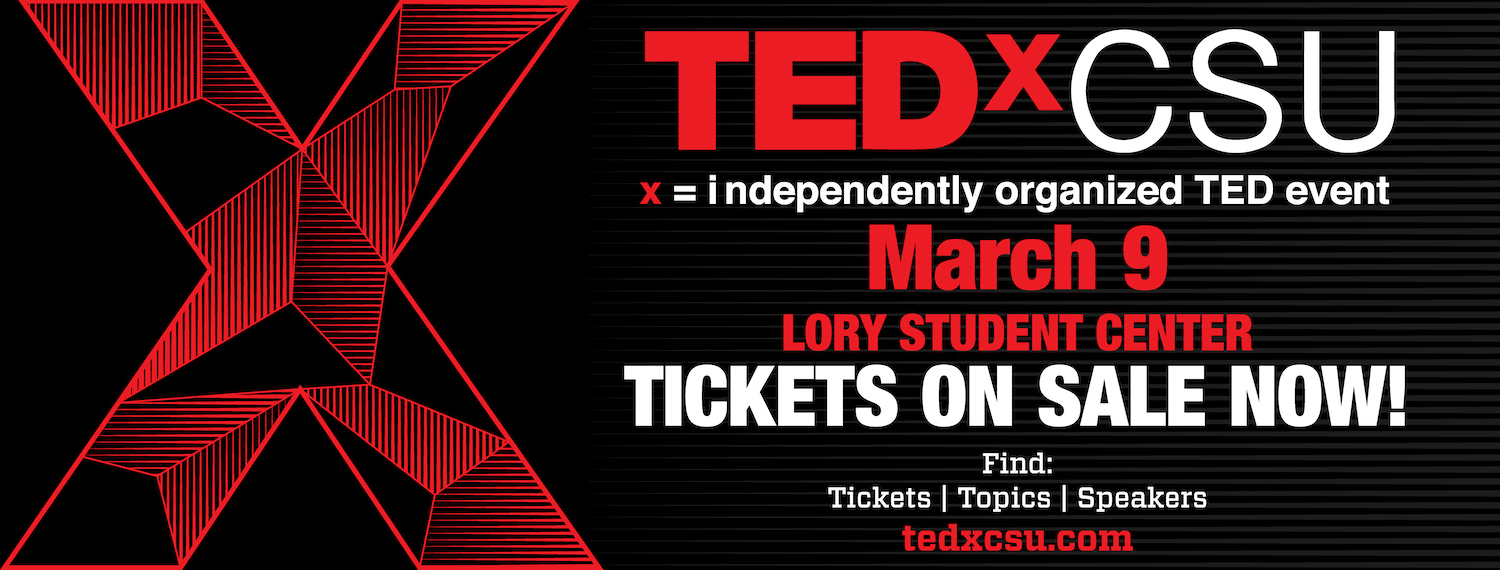 TEDxCSU
x = independently organized TED event
March 9
LORY STUDENT CENTER
TICKETS ON SALE NOW!
Find:
Tickets | Topics | Speakers
tedxcsu.com